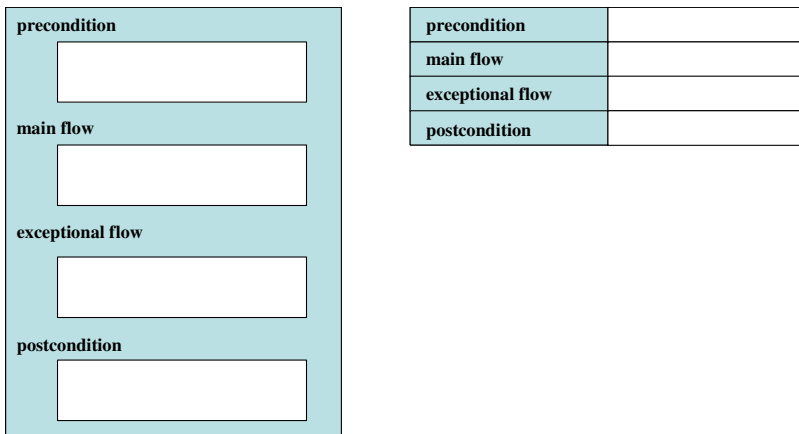 precondition
main flow
exceptional flow
postcondition
precondition
main flow
exceptional flow
postcondition